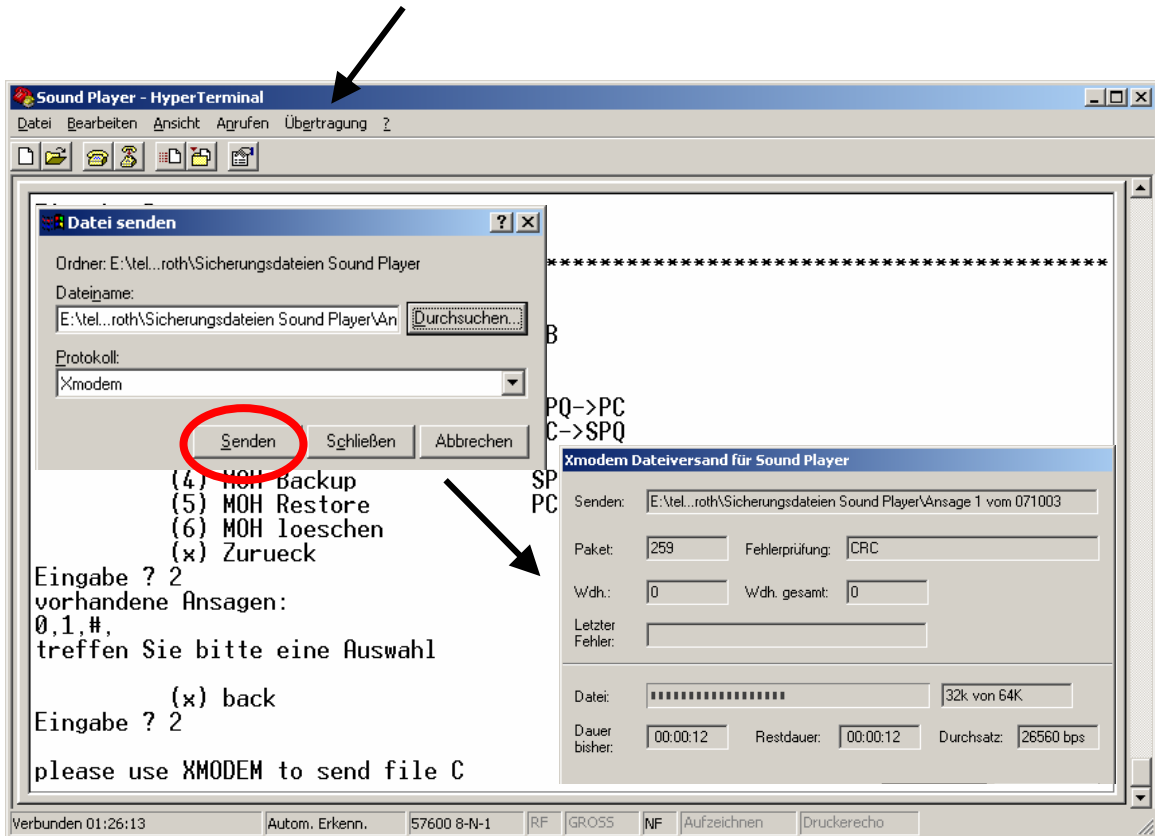 Sound Player - HyperTerminal
Datei Bearbeiten Ansicht Anrufen Übertragung ?
Datei senden
Ordner: E:\tel...roth\Sicherungsdateien Sound Player
Dateiname:
E:\tel...roth\Sicherungsdateien Sound Player\An Durchsuchen...
Protokoll:
Xmodem
Senden Schließen Abbrechen
******************************************
B
PQ->PC
C->SPQ
(4) MOH Backup SP
(5) MOH Restore PC
(6) MOH loeschen
(x) Zurueck
Eingabe ? 2
vorhandene Ansagen:
0,1,#,
treffen Sie bitte eine Auswahl
(x) back
Eingabe ? 2
please use XMODEM to send file C
Xmodem Dateiversand für Sound Player
Senden: E:\tel...roth\Sicherungsdateien Sound Player\Ansage 1 vom 071003
Paket: 259 Fehlerprüfung: CRC
Wdh.: 0 Wdh. gesamt: 0
Letzter
Fehler:
Datei: 32k von 64K
Dauer
bisher: 00:00:12 Restdauer: 00:00:12 Durchsatz: 26560 bps
Verbunden 01:26:13 Autom. Erkenn. 57600 8-N-1 RF GROSS NF Aufzeichnen Druckerecho